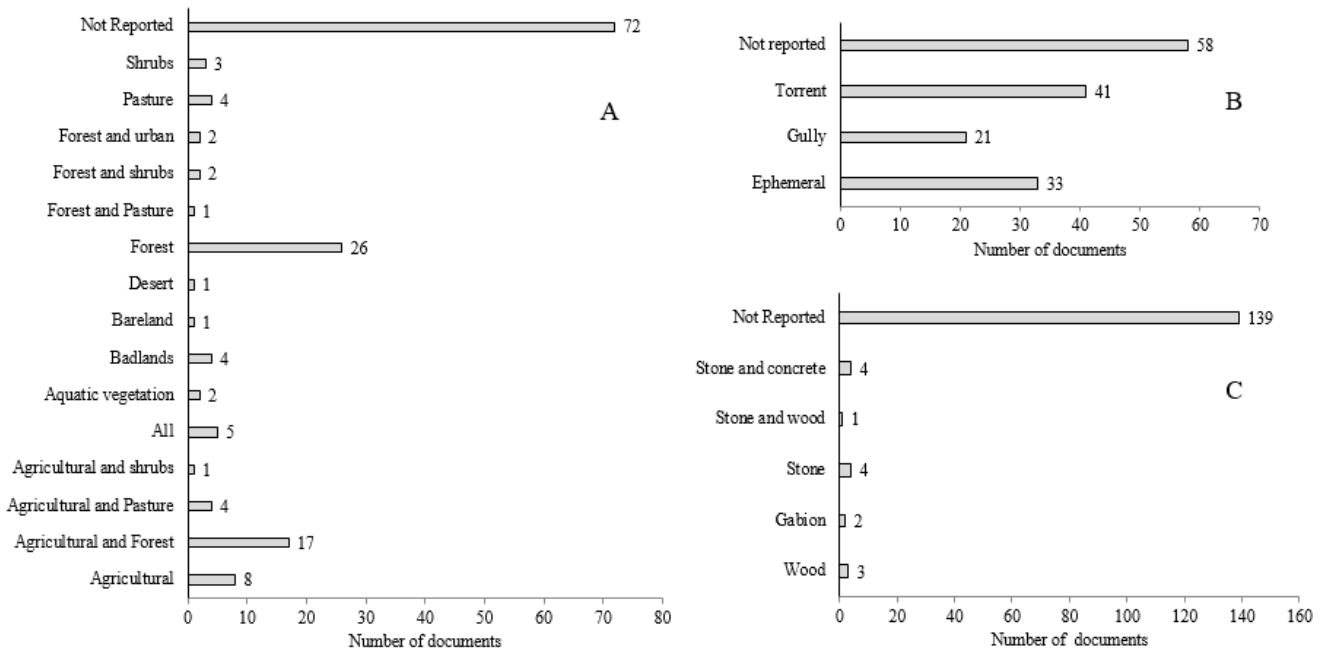 Not Reported 72
Shrubs 3
Pasture 4
Forest and urban 2
Forest and shrubs 2
Forest and Pasture 1
Forest 26
Desert 1
Bareland 1
Badlands 4
Aquatic vegetation 2
All 5
Agricultural and shrubs 1
Agricultural and Pasture 4
Agricultural and Forest 17
Agricultural 8
0 10 20 30 40 50 60 70 80
Number of documents
A
Not reported 58
Torrent 41
Gully 21
Ephemeral 33
0 10 20 30 40 50 60 70
Number of documents
B
Not Reported 139
Stone and concrete 4
Stone and wood 1
Stone 4
Gabion 2
Wood 3
0 20 40 60 80 100 120 140 160
Number of documents
C